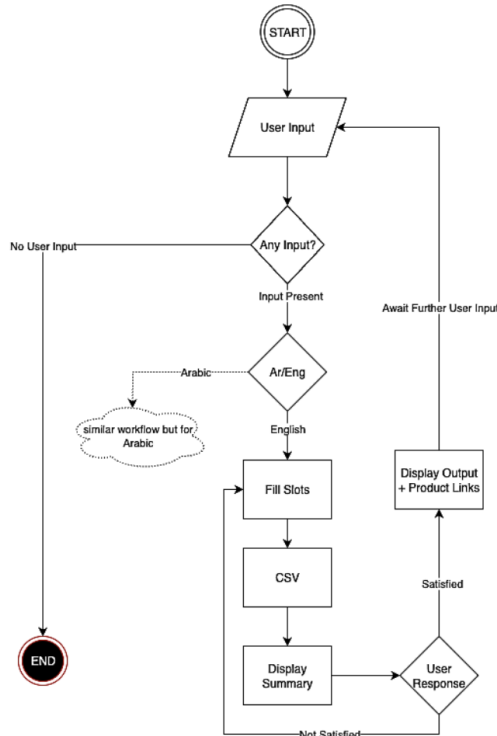 START
User Input
Any Input?
No User Input
Input Present
Await Further User Input
Arabic
Ar/Eng
similar workflow but for
Arabic
English
Fill Slots
Display Output
+ Product Links
CSV
Satisfied
END
Display
Summary
User
Response
Not Satisfied